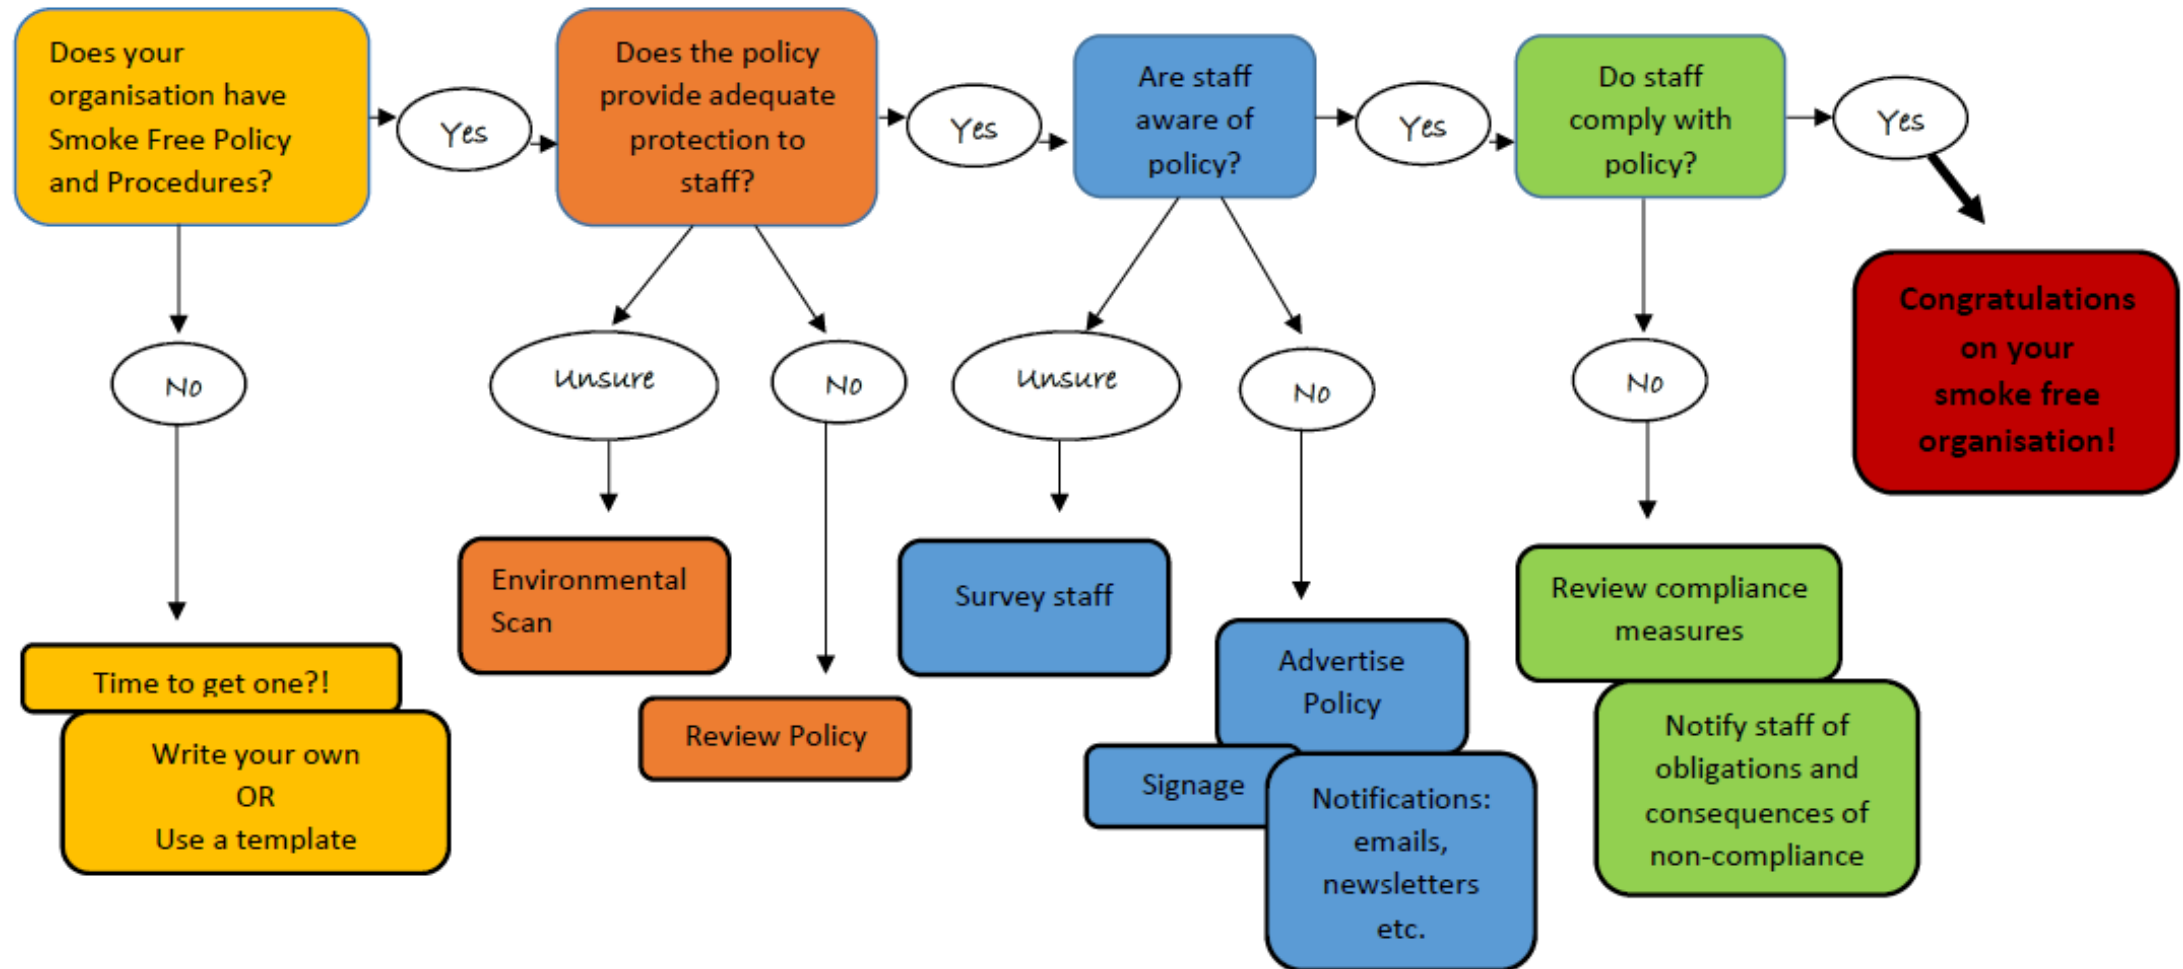 Does your
organisation have
Smoke Free Policy
and Procedures?
Yes
Does the policy
provide adequate
protection to
staff?
Yes
Are staff
aware of
policy?
Yes
Do staff
comply with
policy?
Yes
Congratulations
on your
smoke free
organisation!
No
Unsure
No
Unsure
No
No
Time to get one?!
Write your own
OR
Use a template
Environmental
Scan
Review Policy
Survey staff
Advertise
Policy
Signage
Notifications:
emails,
newsletters
etc.
Review compliance
measures
Notify staff of
obligations and
consequences of
non-compliance